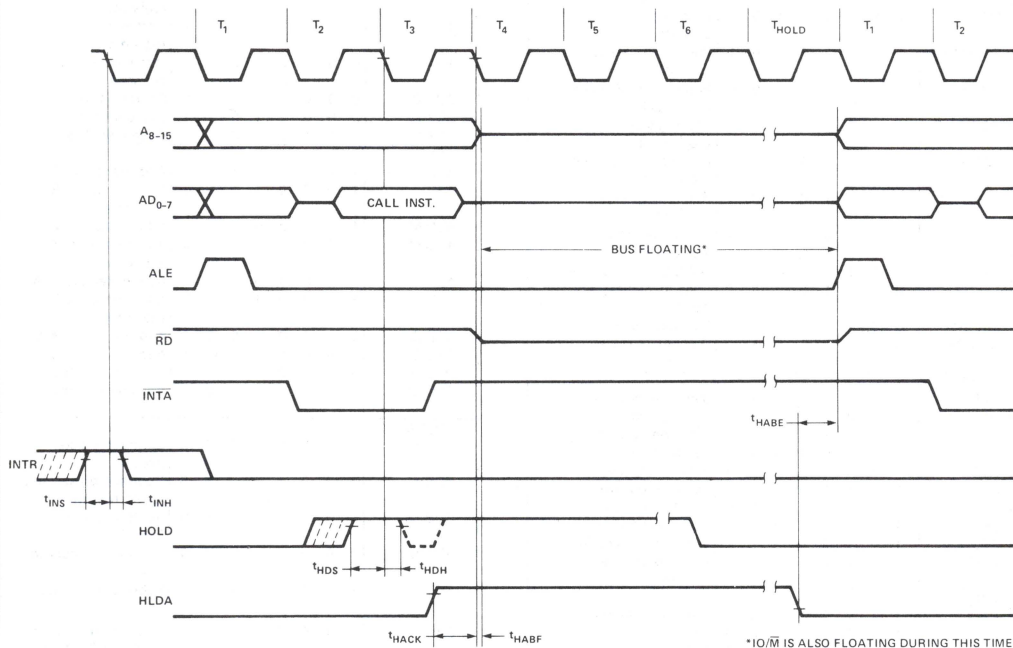 T1 T2 T3 T4 T5 T6 THOLD T1 T2
A8-15
AD0-7
CALL INST.
BUS FLOATING*
ALE
RD
INTA
tHABE
INTR
tINS
tINH
HOLD
tHDS
tHDH
HLDA
tHACK
tHABF
*IO/M IS ALSO FLOATING DURING THIS TIME